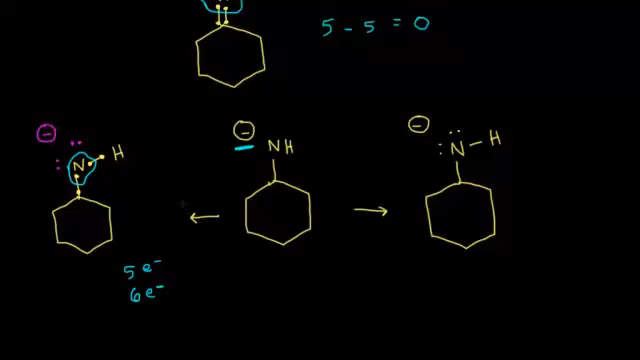 5 - 5 = 0
- N H
- NH
- N - H
5 e-
6 e-